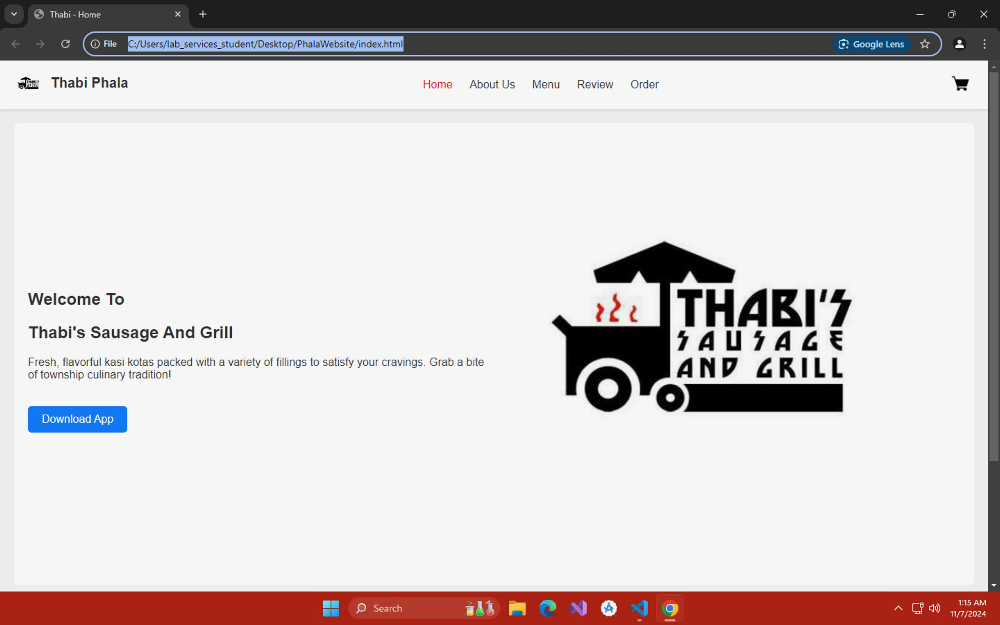 Thabi - Home
File C:/Users/lab_services_student/Desktop/PhalaWebsite/index.html Google Lens
Thabi Phala Home About Us Menu Review Order
Welcome To
Thabi's Sausage And Grill
Fresh, flavorful kasi kotas packed with a variety of fillings to satisfy your cravings. Grab a bite
of township culinary tradition!
Download App
THABI'S
SAUSAGE
AND GRILL
Search
1:15 AM
11/7/2024